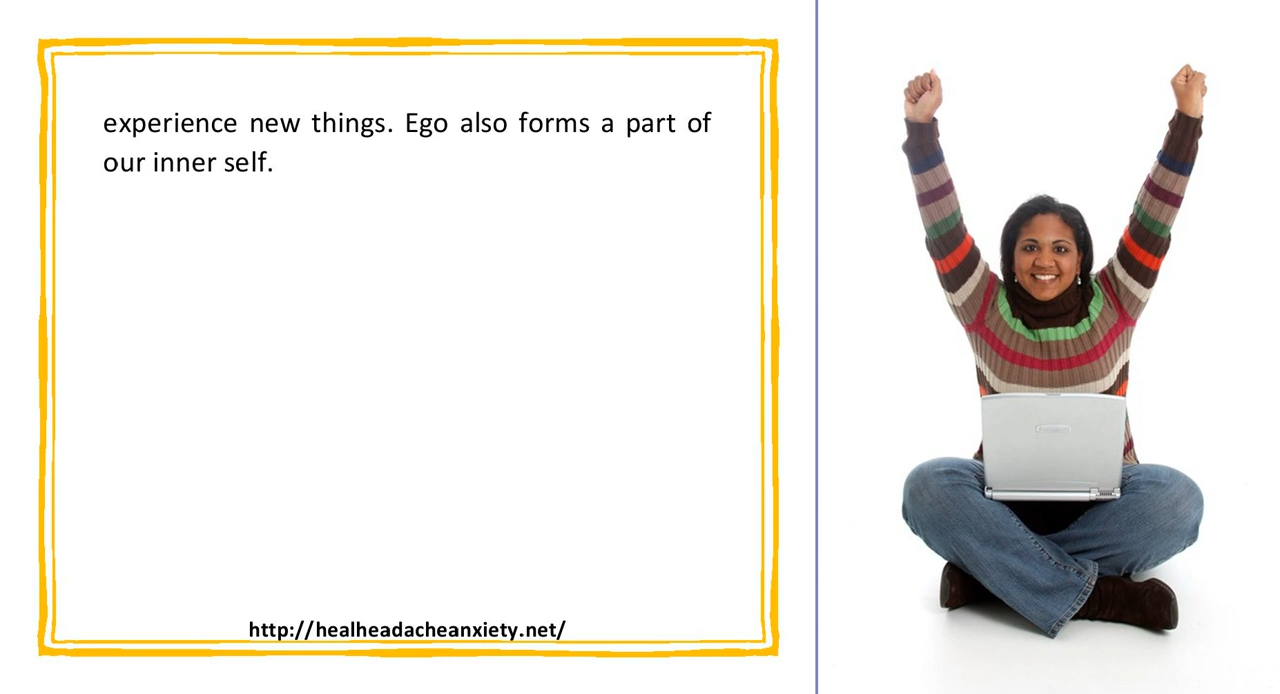 experience new things. Ego also forms a part of
our inner self.
http://healheadacheanxiety.net/